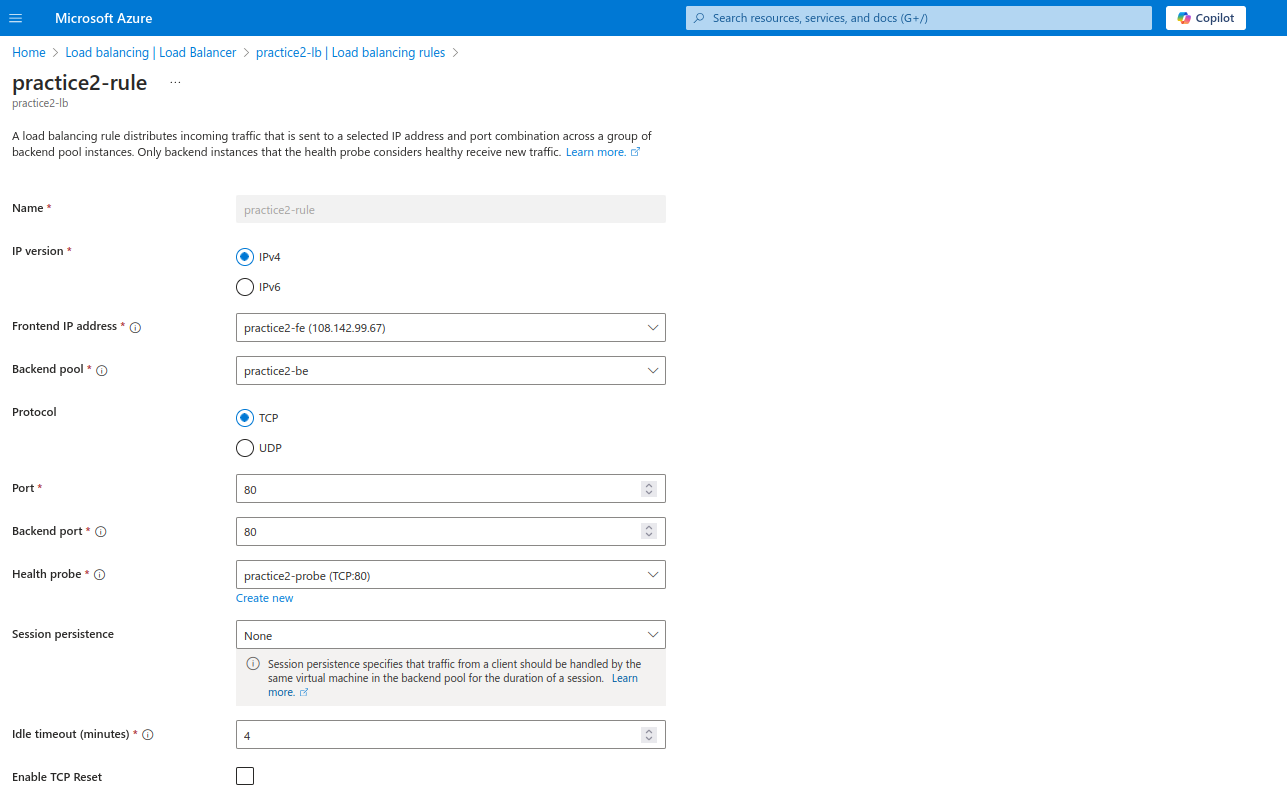 Microsoft Azure
Search resources, services, and docs (G+/)
Copilot
Home > Load balancing | Load Balancer > practice2-lb | Load balancing rules >
practice2-rule ...
practice2-lb
A load balancing rule distributes incoming traffic that is sent to a selected IP address and port combination across a group of
backend pool instances. Only backend instances that the health probe considers healthy receive new traffic. Learn more.
Name *
practice2-rule
IP version *
IPv4
IPv6
Frontend IP address *
practice2-fe (108.142.99.67)
Backend pool *
practice2-be
Protocol
TCP
UDP
Port *
80
Backend port *
80
Health probe *
practice2-probe (TCP:80)
Create new
Session persistence
None
Session persistence specifies that traffic from a client should be handled by the
same virtual machine in the backend pool for the duration of a session. Learn
more.
Idle timeout (minutes) *
4
Enable TCP Reset